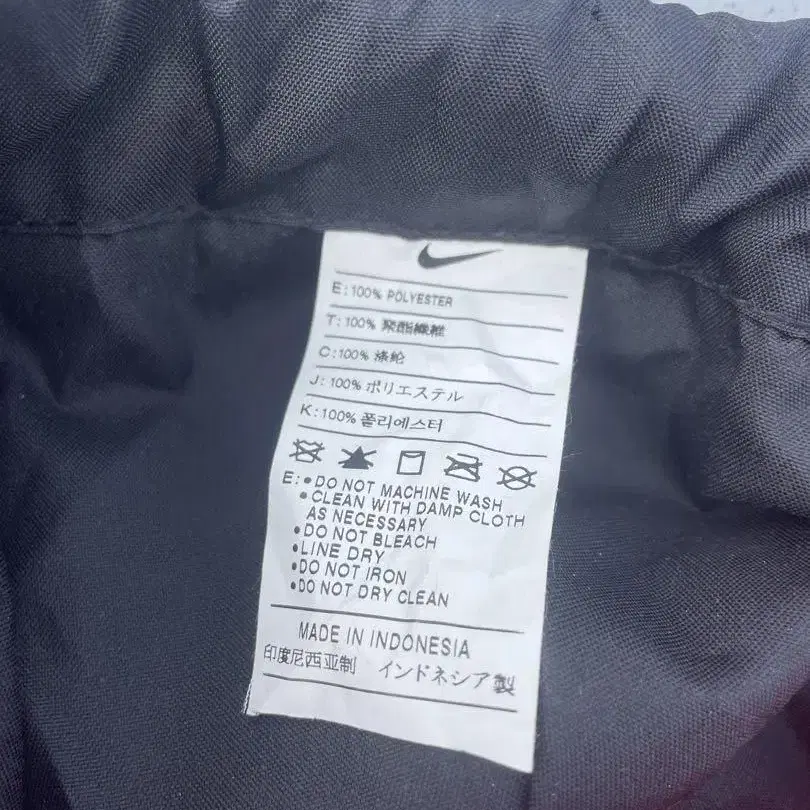 E: 100% POLYESTER
T: 100% 聚酯纖維
C: 100% 涤纶
J: 100% ポリエステル
K: 100% 폴리에스터
E: •DO NOT MACHINE WASH
•CLEAN WITH DAMP CLOTH
AS NECESSARY
•DO NOT BLEACH
•LINE DRY
•DO NOT IRON
•DO NOT DRY CLEAN
MADE IN INDONESIA
印度尼西亚制 インドネシア製